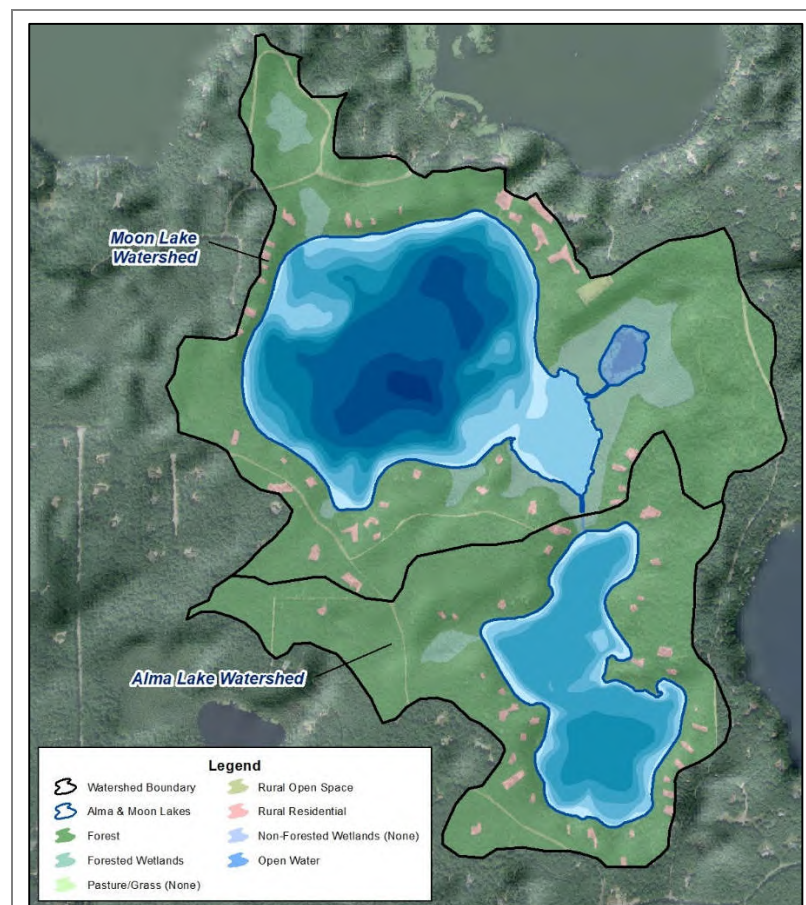 Moon Lake
Watershed
Alma Lake Watershed
Legend
Watershed Boundary
Alma & Moon Lakes
Forest
Forested Wetlands
Pasture/Grass (None)
Rural Open Space
Rural Residential
Non-Forested Wetlands (None)
Open Water